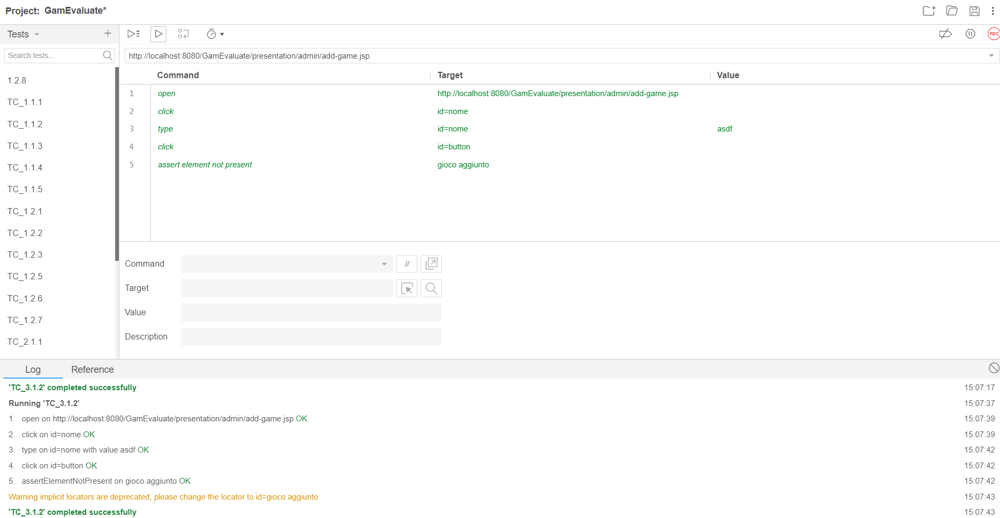 Project: GamEvaluate*
Tests
REC
Search tests...
http://localhost:8080/GamEvaluate/presentation/admin/add-game.jsp
Command Target Value
1 open http://localhost:8080/GamEvaluate/presentation/admin/add-game.jsp
2 click id=nome
3 type id=nome asdf
4 click id=button
5 assert element not present gioco aggiunto
1.2.8
TC_1.1.1
TC_1.1.2
TC_1.1.3
TC_1.1.4
TC_1.1.5
TC_1.2.1
TC_1.2.2
TC_1.2.3
TC_1.2.5
TC_1.2.6
TC_1.2.7
TC_2.1.1
Command //
Target
Value
Description
Log Reference
'TC_3.1.2' completed successfully 15:07:17
Running 'TC_3.1.2' 15:07:37
1. open on http://localhost:8080/GamEvaluate/presentation/admin/add-game.jsp OK 15:07:39
2. click on id=nome OK 15:07:39
3. type on id=nome with value asdf OK 15:07:42
4. click on id=button OK 15:07:42
5. assertElementNotPresent on gioco aggiunto OK 15:07:42
Warning implicit locators are deprecated, please change the locator to id=gioco aggiunto 15:07:43
'TC_3.1.2' completed successfully 15:07:43